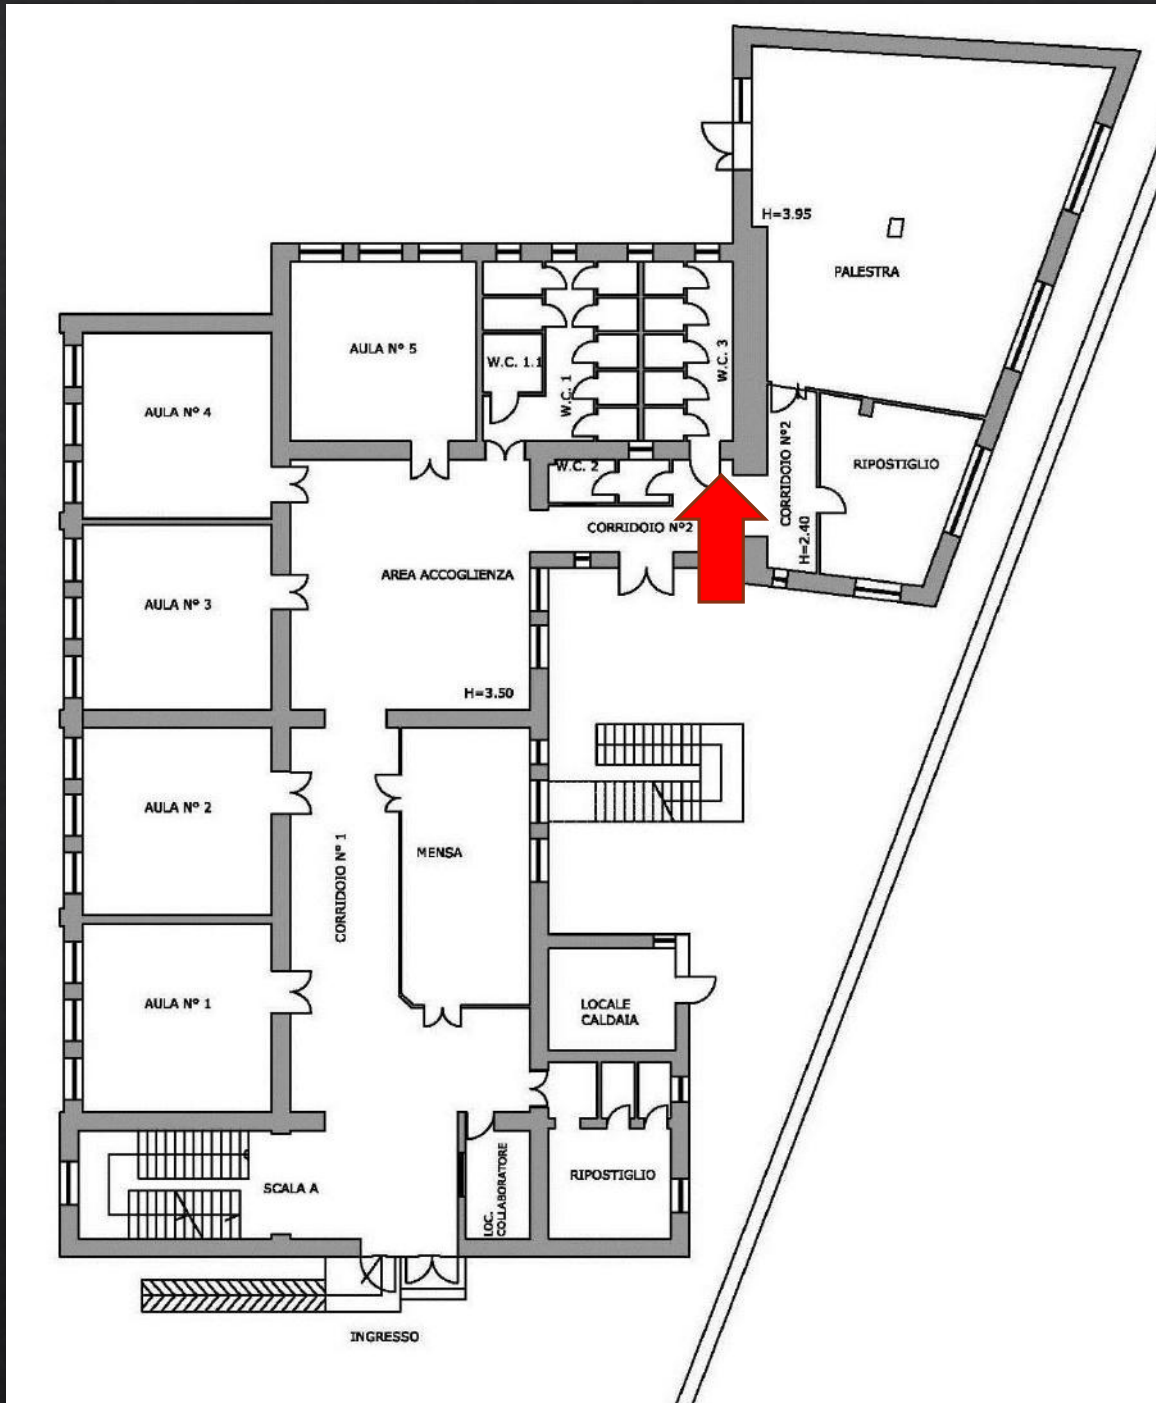 H=3.95
PALESTRA
AULA N° 5
W.C. 1.1
W.C. 1
W.C. 3
AULA N° 4
W.C. 2
CORRIDOIO N°2
RIPOSTIGLIO
CORRIDOIO N°2
H=2.40
AREA ACCOGLIENZA
AULA N° 3
H=3.50
AULA N° 2
CORRIDOIO N° 1
MENSA
AULA N° 1
LOCALE
CALDAIA
SCALA A
LOC.
COLLABORATORE
RIPOSTIGLIO
INGRESSO